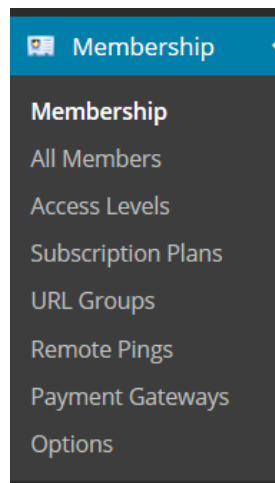 Membership
Membership
All Members
Access Levels
Subscription Plans
URL Groups
Remote Pings
Payment Gateways
Options